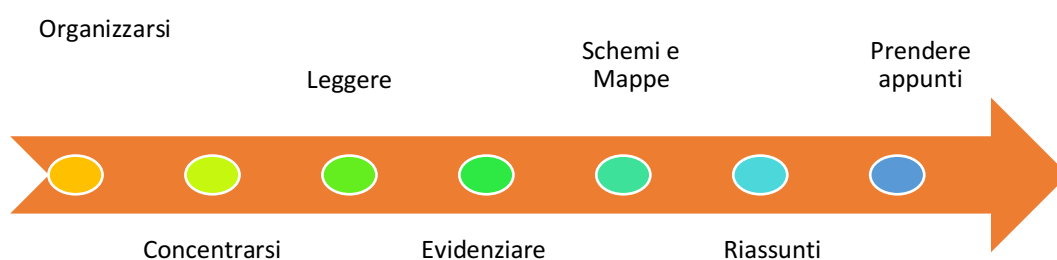 Organizzarsi
Concentrarsi
Leggere
Evidenziare
Schemi e
Mappe
Riassunti
Prendere
appunti